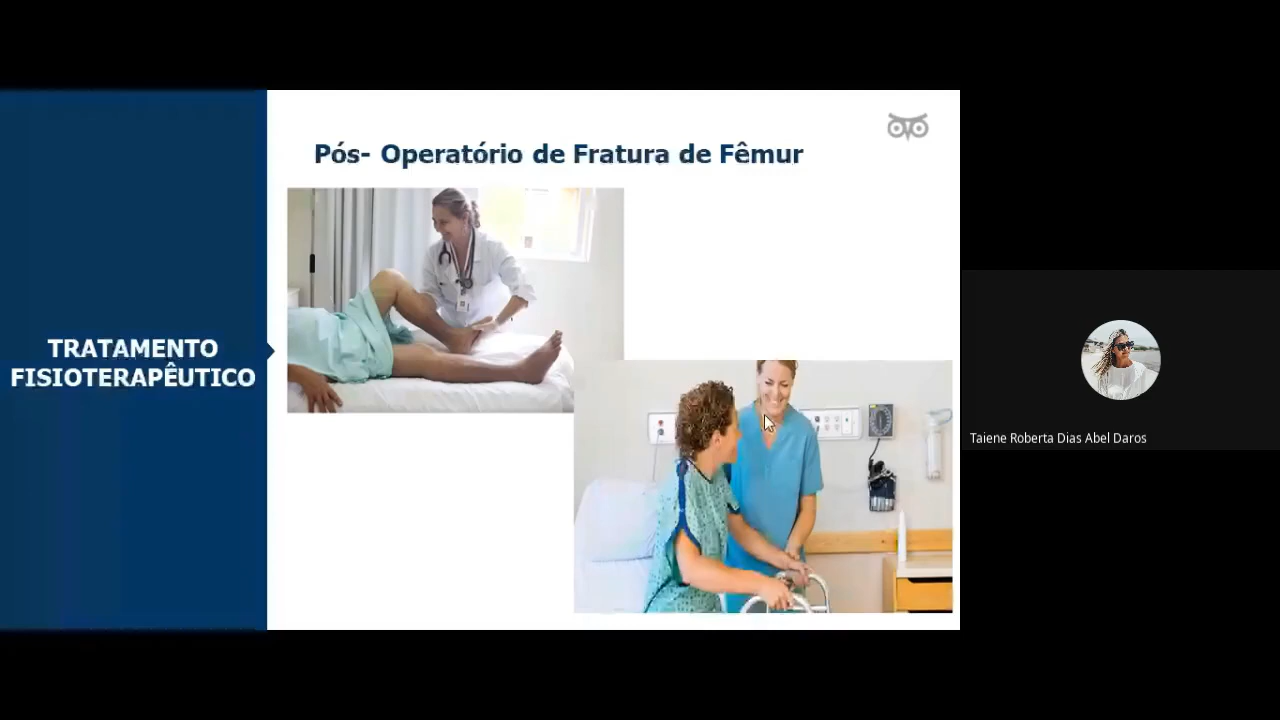 Pós- Operatório de Fratura de Fêmur
TRATAMENTO
FISIOTERAPÊUTICO
Taiene Roberta Dias Abel Daros